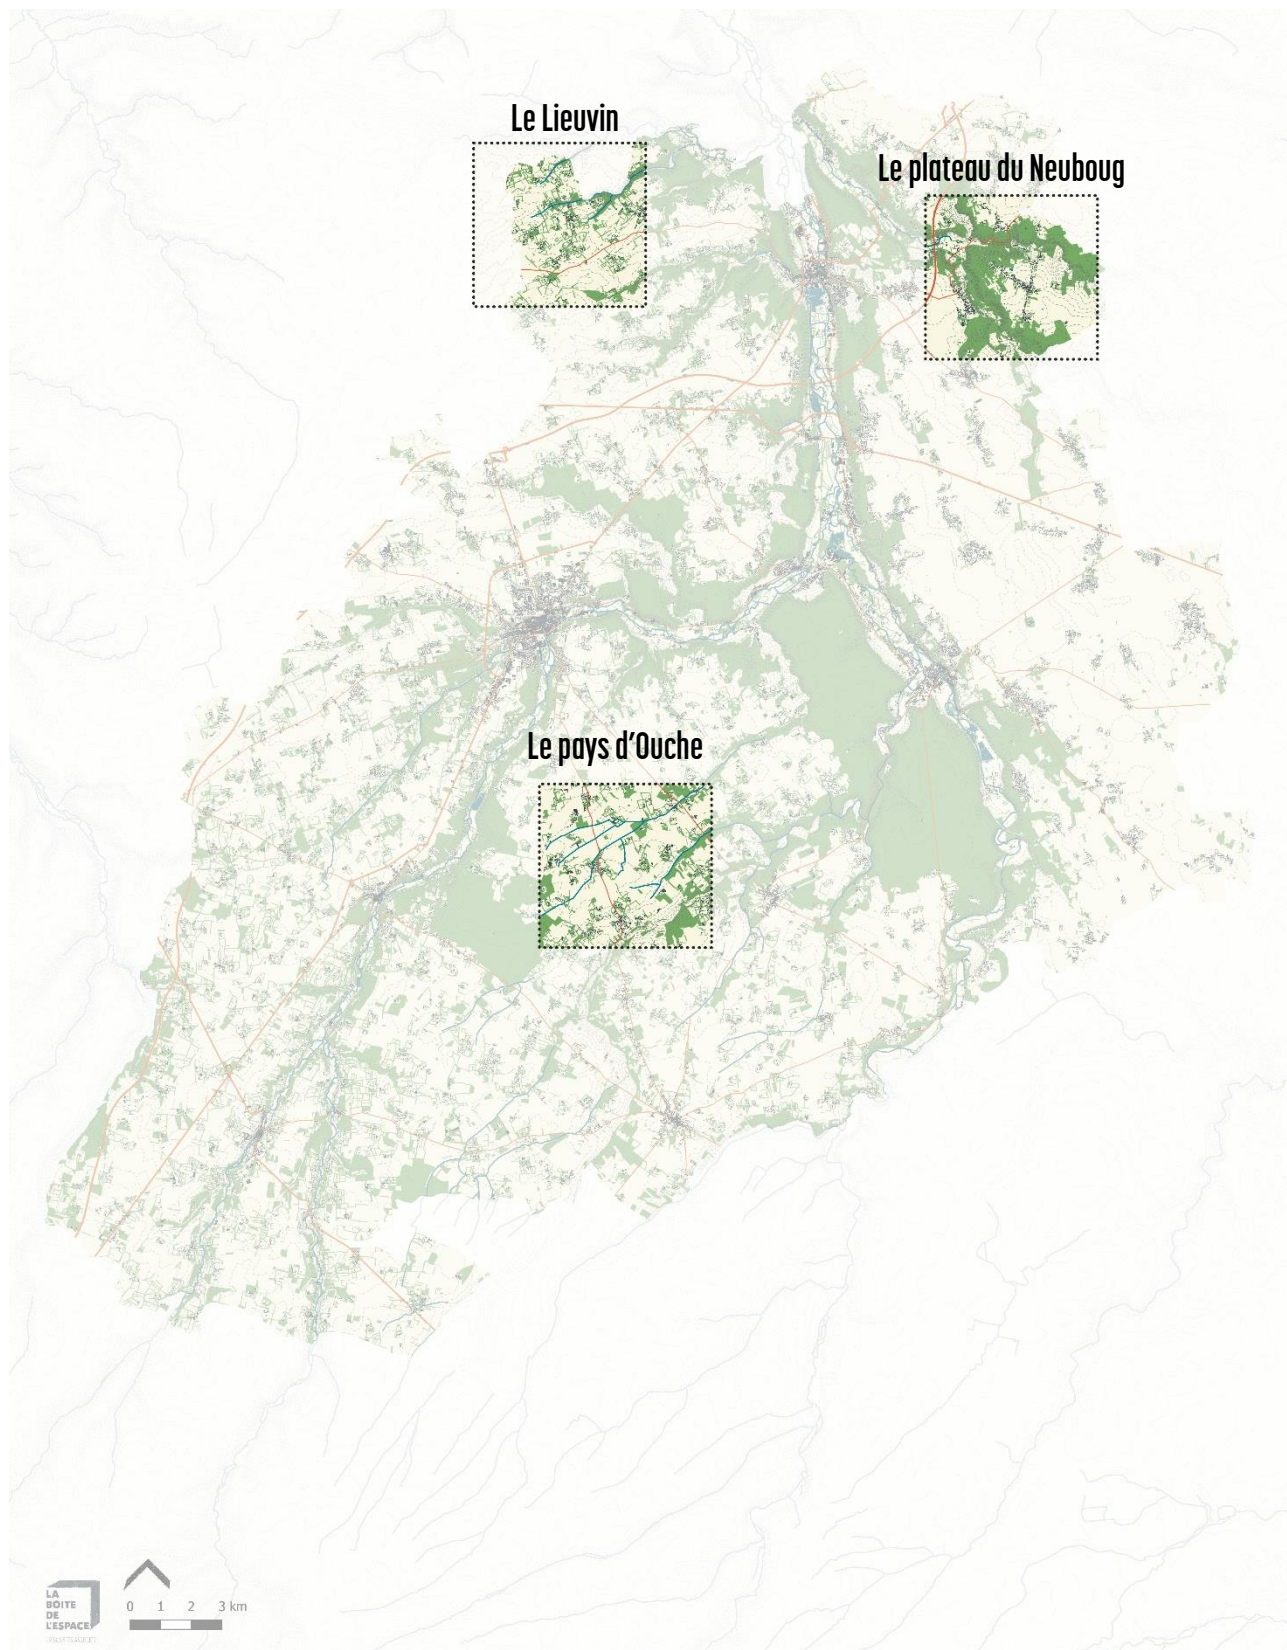 Le Lieuvin
Le plateau du Neuboug
Le pays d'Ouche
LA
BOITE
DE
L'ESPACE
0 1 2 3 km